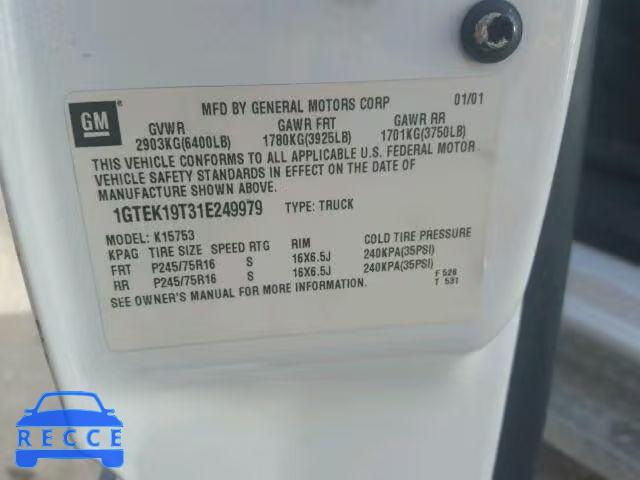 GM
MFD BY GENERAL MOTORS CORP 01/01
GVWR GAWR FRT GAWR RR
2903KG(6400LB) 1780KG(3925LB) 1701KG(3750LB)
THIS VEHICLE CONFORMS TO ALL APPLICABLE U.S. FEDERAL MOTOR
VEHICLE SAFETY STANDARDS IN EFFECT ON THE DATE OF
MANUFACTURE SHOWN ABOVE.
1GTEK19T31E249979 TYPE: TRUCK
MODEL: K15753
KPAG TIRE SIZE SPEED RTG RIM COLD TIRE PRESSURE
FRT P245/75R16 S 16X6.5J 240KPA(35PSI)
RR P245/75R16 S 16X6.5J 240KPA(35PSI)
SEE OWNER'S MANUAL FOR MORE INFORMATION.
F 526
T 531
RECCE